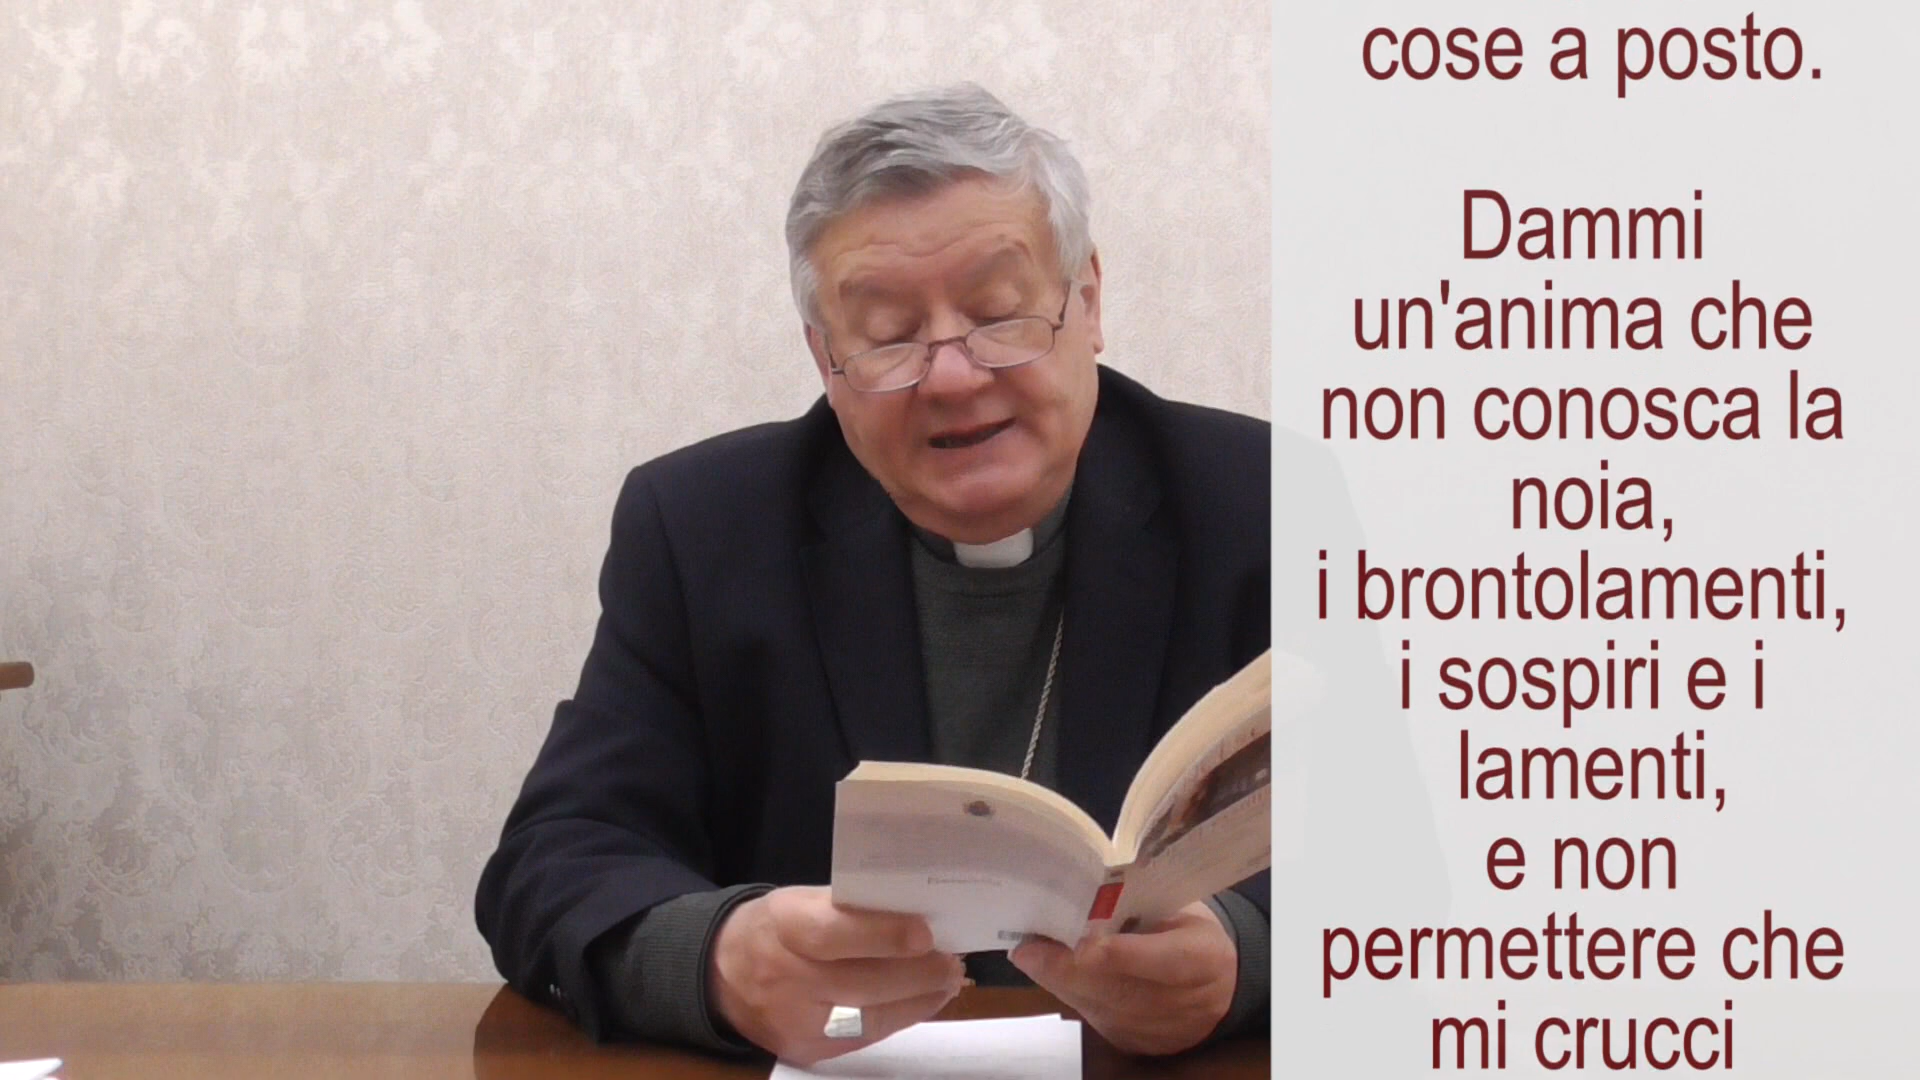 cose a posto.
Dammi
un'anima che
non conosca la
noia,
i brontolamenti,
i sospiri e i
lamenti,
e non
permettere che
mi crucci